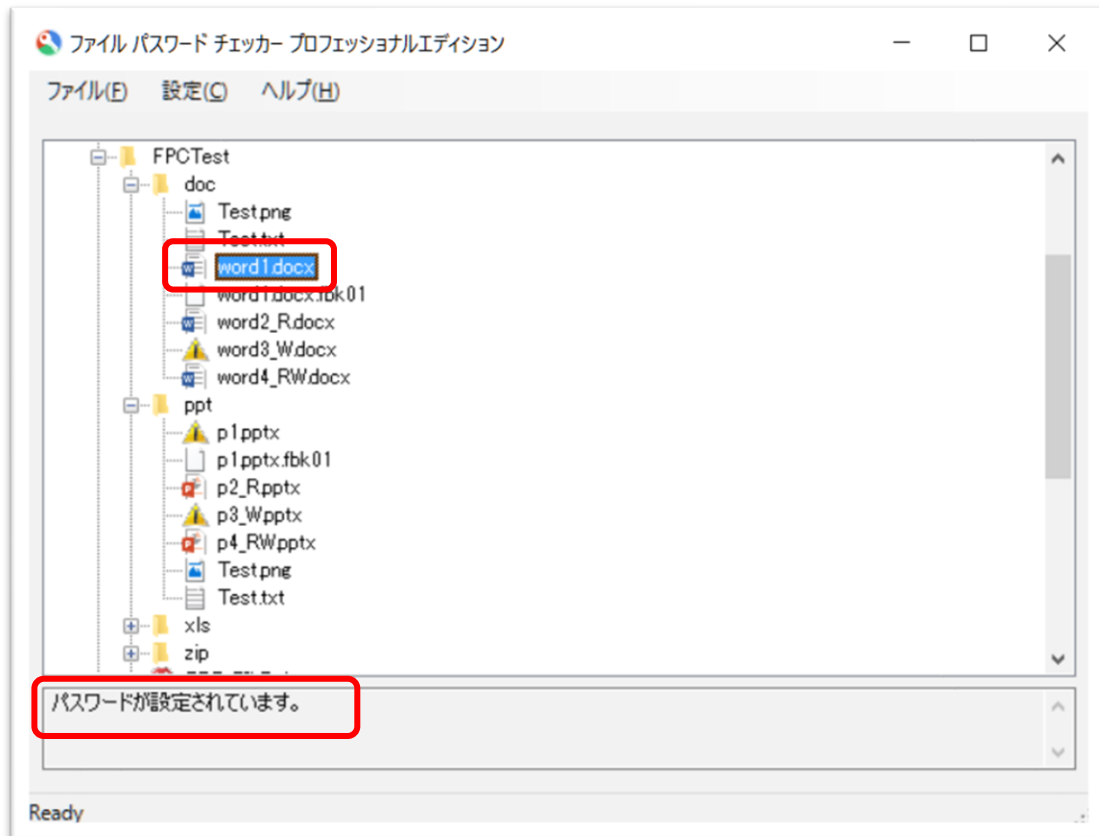 ファイル パスワード チェッカー プロフェッショナルエディション
ファイル(F) 設定(C) ヘルプ(H)
FPCTest
doc
Test.png
Test.txt
word1.docx
word1.docx.fbk01
word2_R.docx
word3_W.docx
word4_RW.docx
ppt
p1.pptx
p1.pptx.fbk01
p2_R.pptx
p3_W.pptx
p4_RW.pptx
Test.png
Test.txt
xls
zip
パスワードが設定されています。
Ready